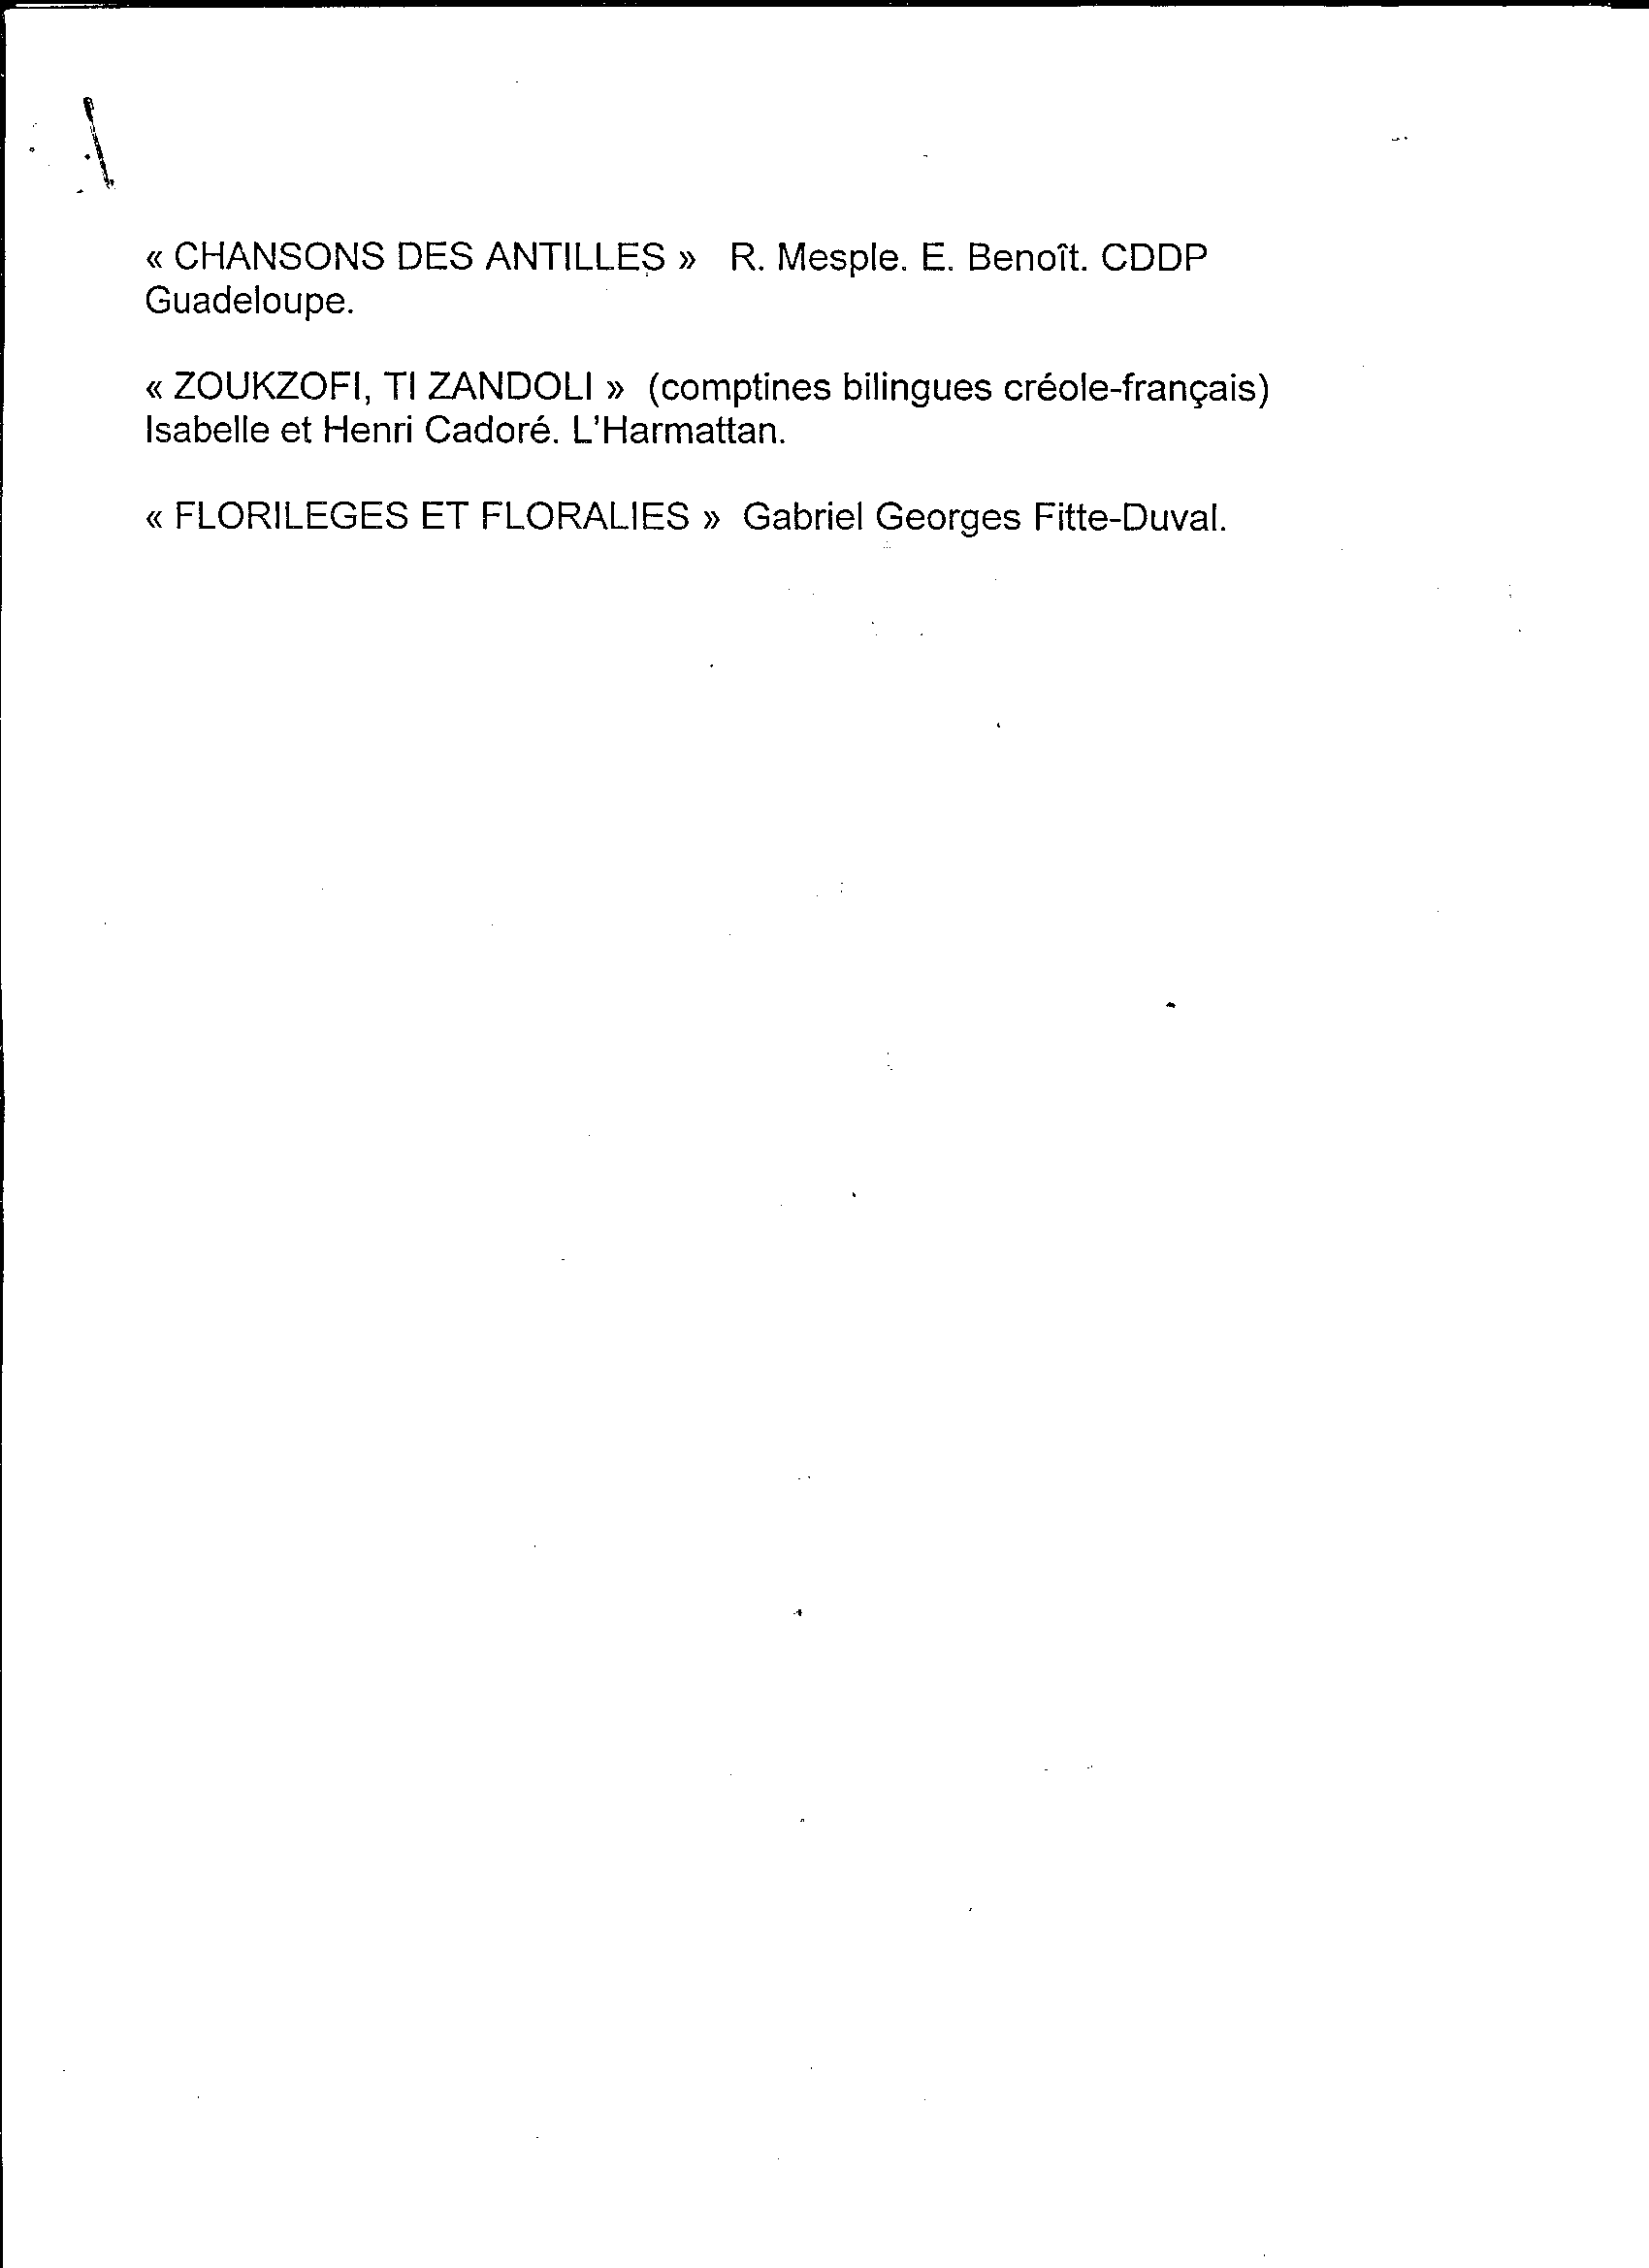 « CHANSONS DES ANTILLES » R. Mesple. E. Benoît. CDDP
Guadeloupe.
« ZOUKZOFI, TI ZANDOLI » (comptines bilingues créole-français)
Isabelle et Henri Cadoré. L'Harmattan.
« FLORILEGES ET FLORALIES » Gabriel Georges Fitte-Duval.